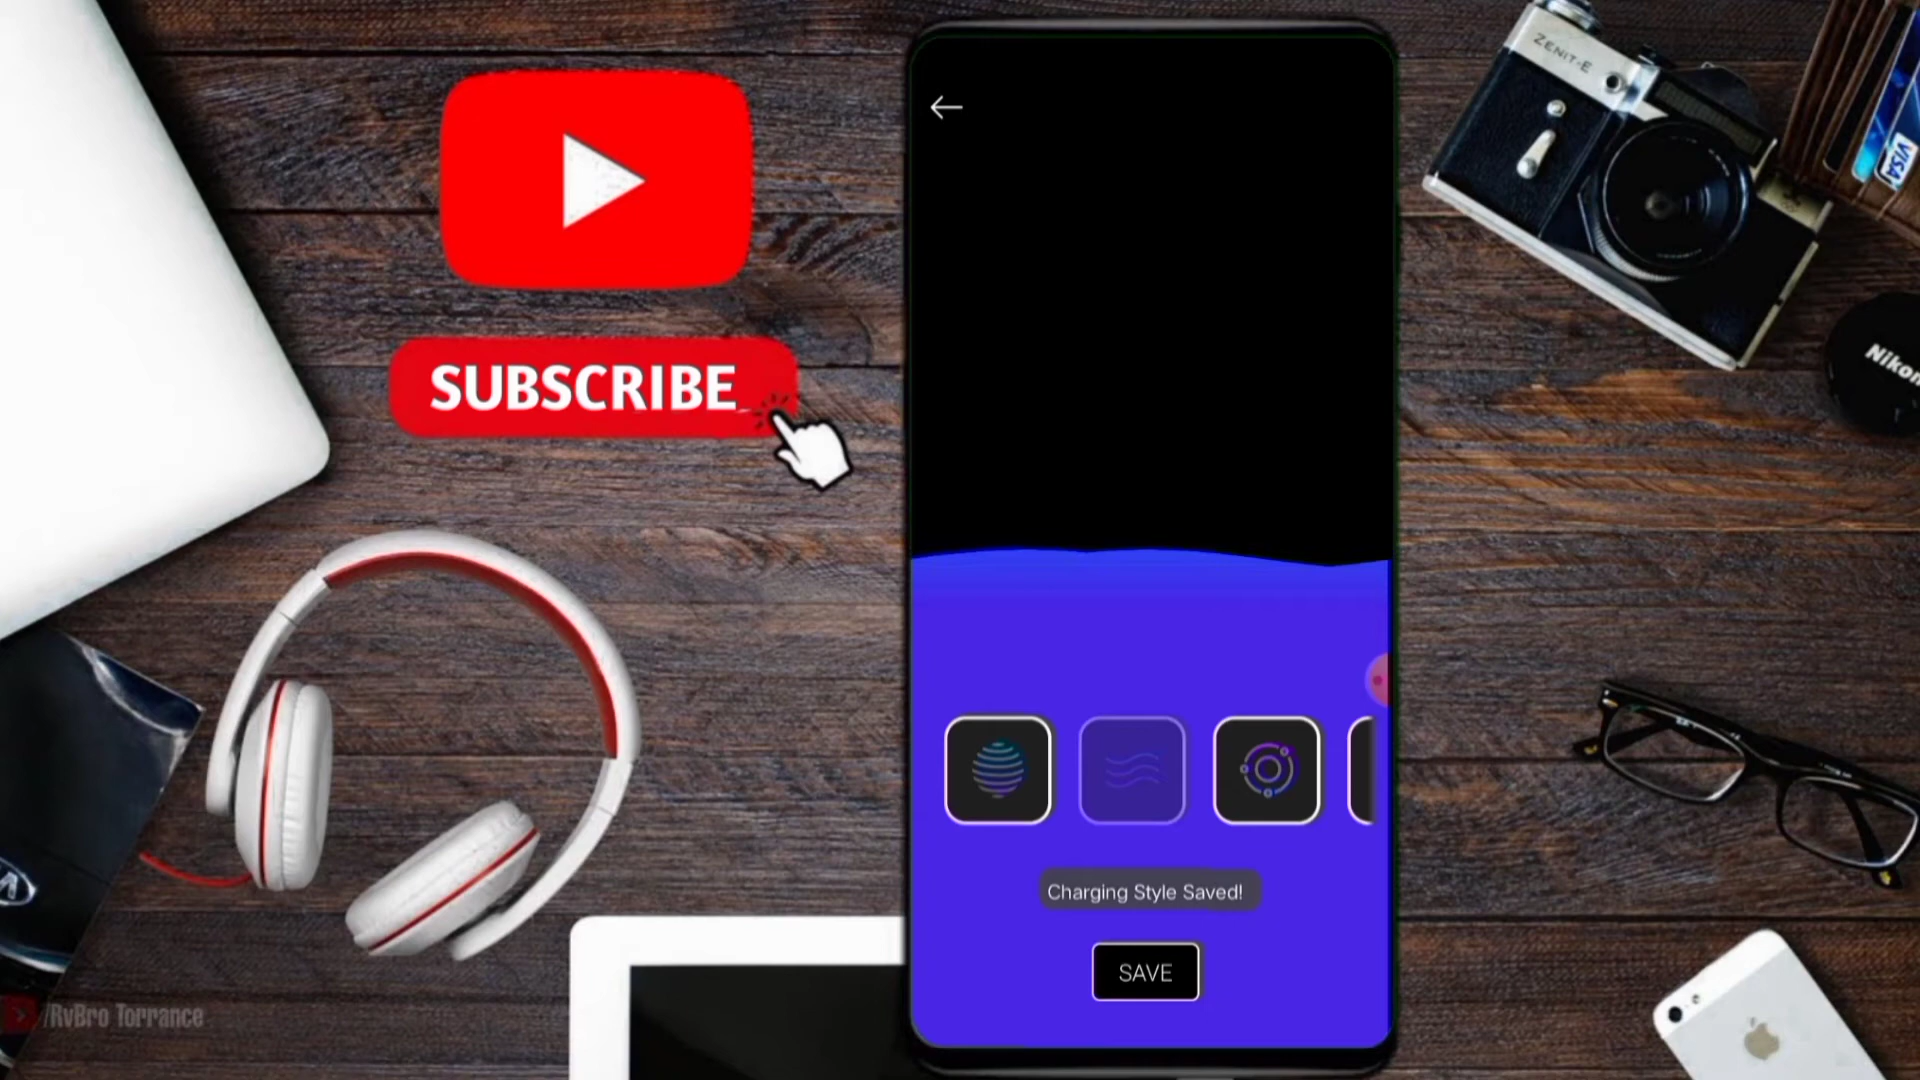 ZENIT-E
VISA
SUBSCRIBE
Nikon
Charging Style Saved!
SAVE
/RvBro Torrance